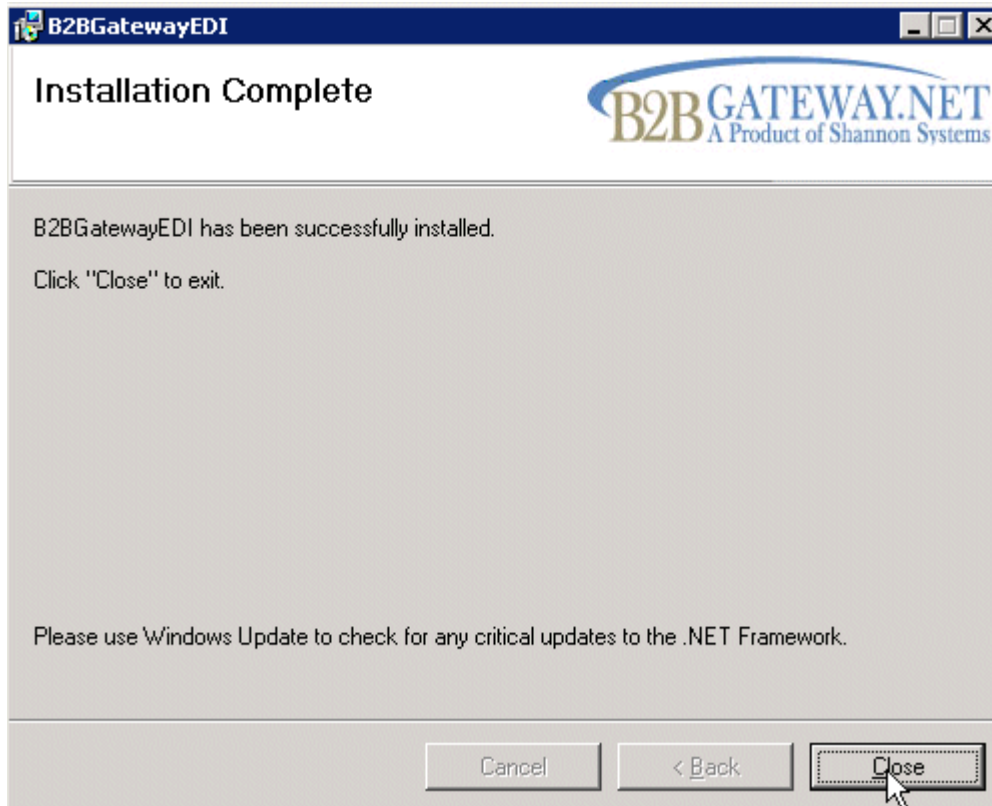 B2BGatewayEDI
Installation Complete
B2B GATEWAY.NET
A Product of Shannon Systems
B2BGatewayEDI has been successfully installed.
Click "Close" to exit.
Please use Windows Update to check for any critical updates to the .NET Framework.
Cancel
< Back
Close